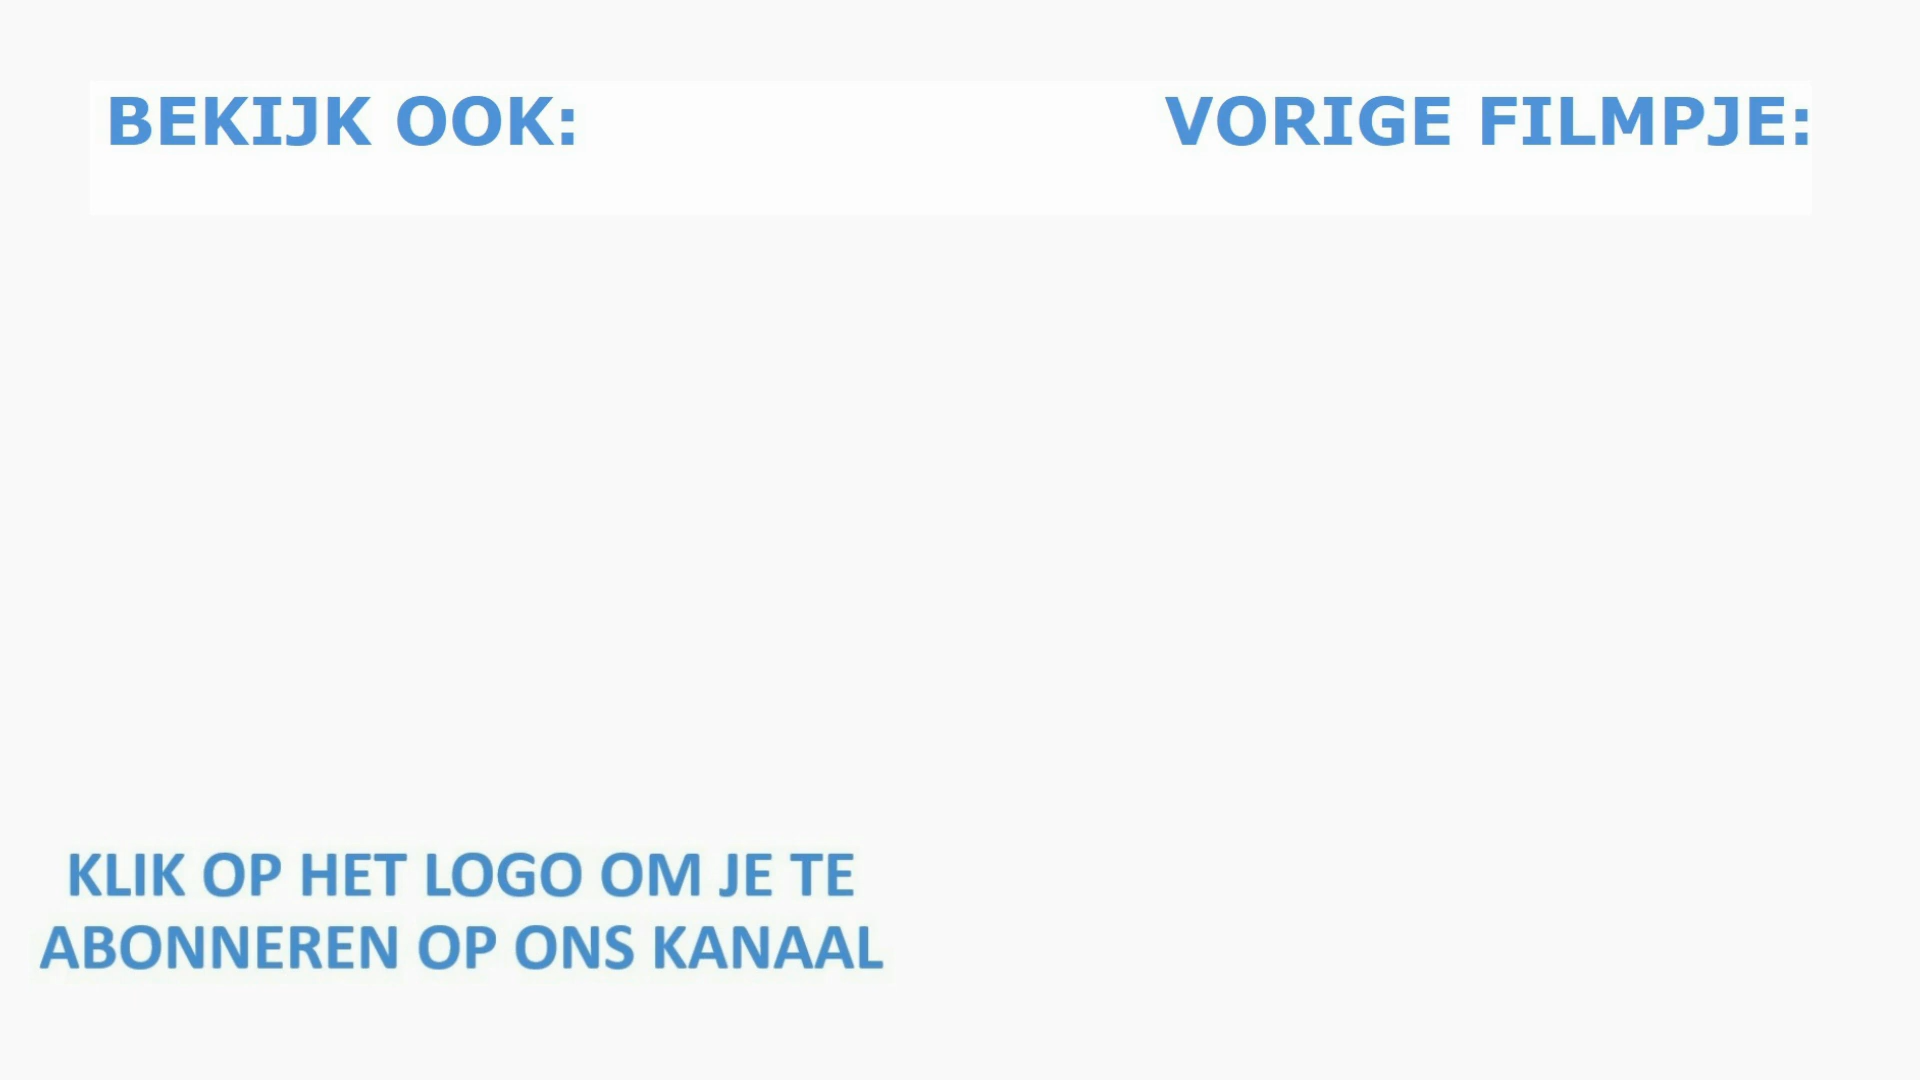 BEKIJK OOK:
VORIGE FILMPJE:
KLIK OP HET LOGO OM JE TE
ABONNEREN OP ONS KANAAL